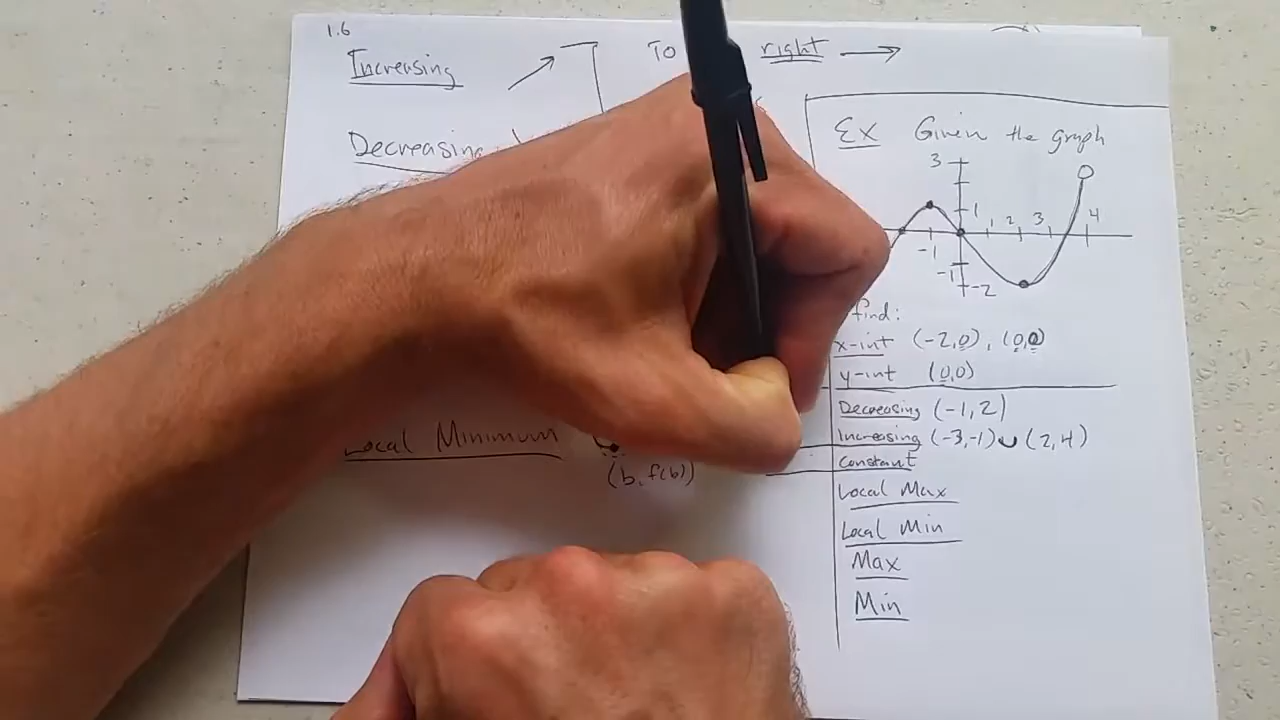 1.6
Increasing
To right
Decreasing
Local Minimum
(b, f(b))
Ex Given the graph
3
1 2 3 4
-1
-1
-2
find:
x-int (-2,0), (0,0)
y-int (0,0)
Decreasing (-1,2)
Increasing (-3,-1)∪(2,4)
Constant
Local Max
Local Min
Max
Min